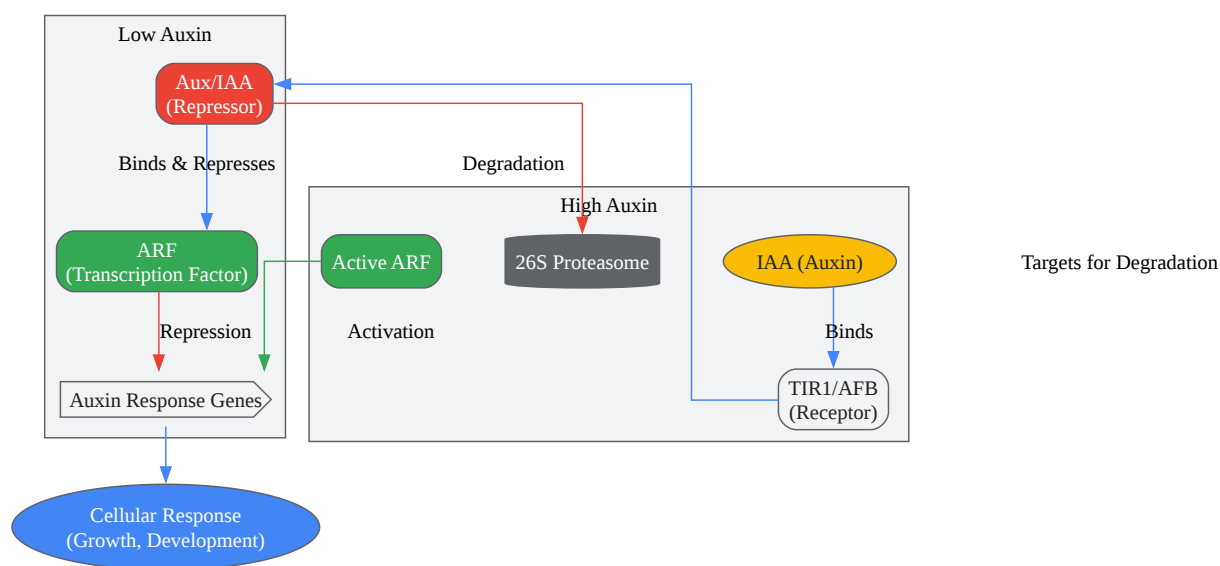 Low Auxin
Aux/IAA
(Repressor)
Binds & Represses
Degradation
High Auxin
ARF
(Transcription Factor)
Active ARF
26S Proteasome
IAA (Auxin)
Targets for Degradation
Repression
Activation
Binds
TIR1/AFB
(Receptor)
Auxin Response Genes
Cellular Response
(Growth, Development)